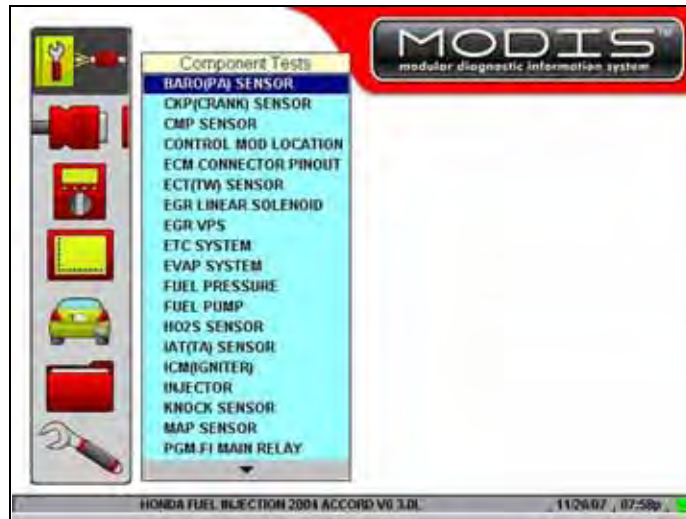 MODIS™
modular diagnostic information system
Component Tests
BARO(PA) SENSOR
CKP(CRANK) SENSOR
CMP SENSOR
CONTROL MOD LOCATION
ECM CONNECTOR PINOUT
ECT(TW) SENSOR
EGR LINEAR SOLENOID
EGR VPS
ETC SYSTEM
EVAP SYSTEM
FUEL PRESSURE
FUEL PUMP
HO2S SENSOR
IAT(TA) SENSOR
ICM(IGNITER)
INJECTOR
KNOCK SENSOR
MAP SENSOR
PGM-FI MAIN RELAY
HONDA FUEL INJECTION 2004 ACCORD V6 3.0L
11/26/07 , 07:58p